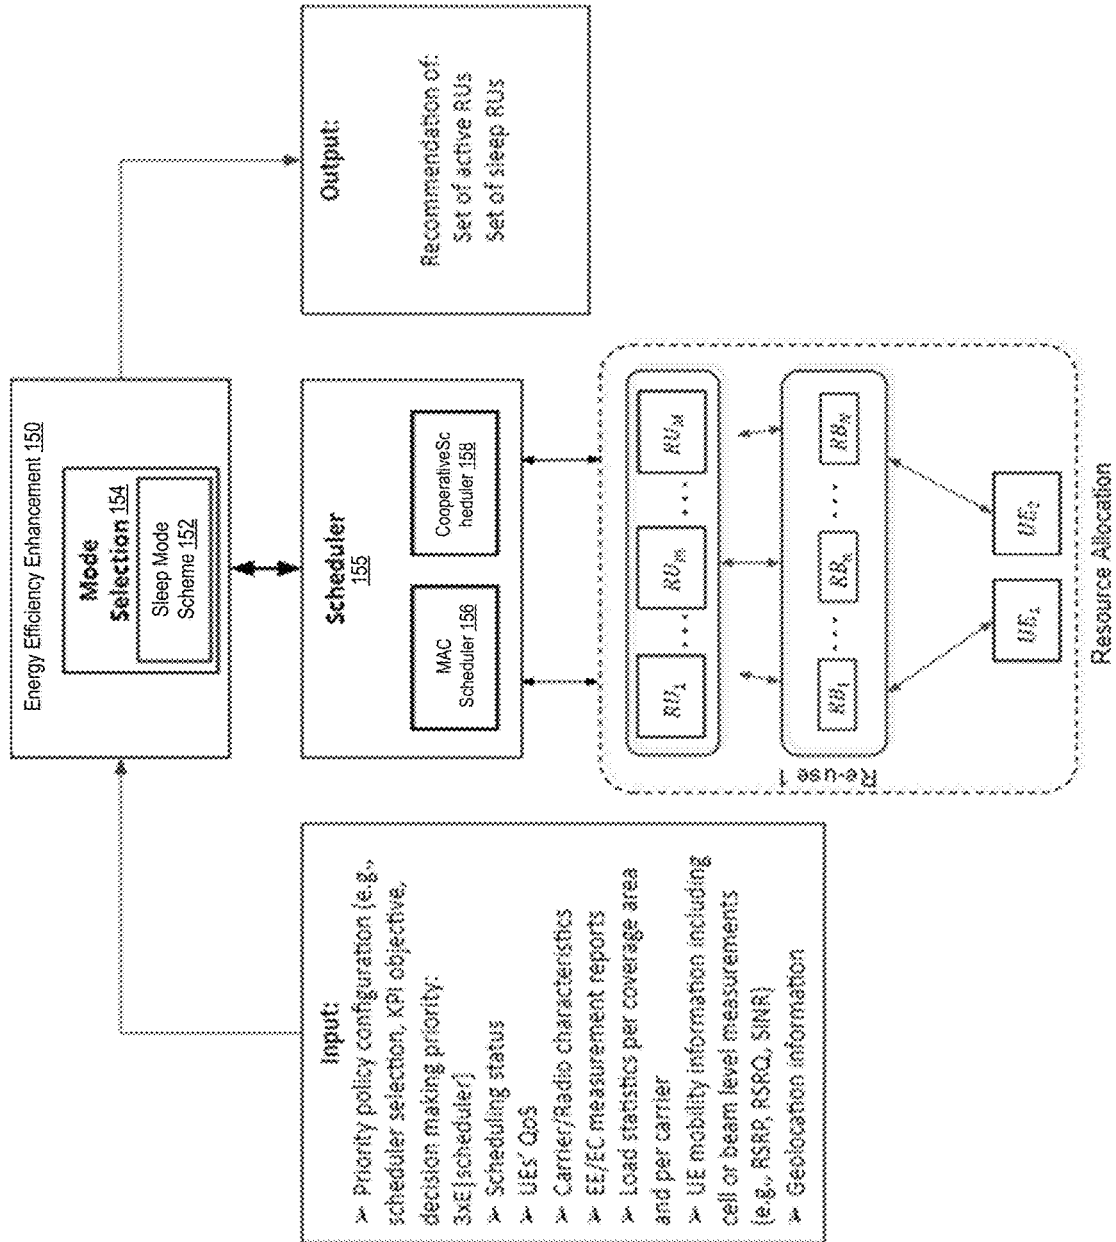 Input:
➤ Priority policy configuration (e.g.,
scheduler selection, KPI objective,
decision making priority:
3xE|scheduler)
➤ Scheduling status
➤ UEs' QoS
➤ Carrier/Radio characteristics
➤ EE/EC measurement reports
➤ Load statistics per coverage area
and per carrier
➤ UE mobility information including
cell or beam level measurements
(e.g., RSRP, RSRQ, SINR)
➤ Geolocation information
Energy Efficiency Enhancement 150
Mode
Selection 154
Sleep Mode
Scheme 152
Scheduler
155
MAC
Scheduler 156
CooperativeSc
heduler 158
Re-use 1
RU1 ... RUm ... RUM
RB1 ... RBn ... RBN
UE1
Resource Allocation
Output:
Recommendation of:
Set of active RUs
Set of sleep RUs